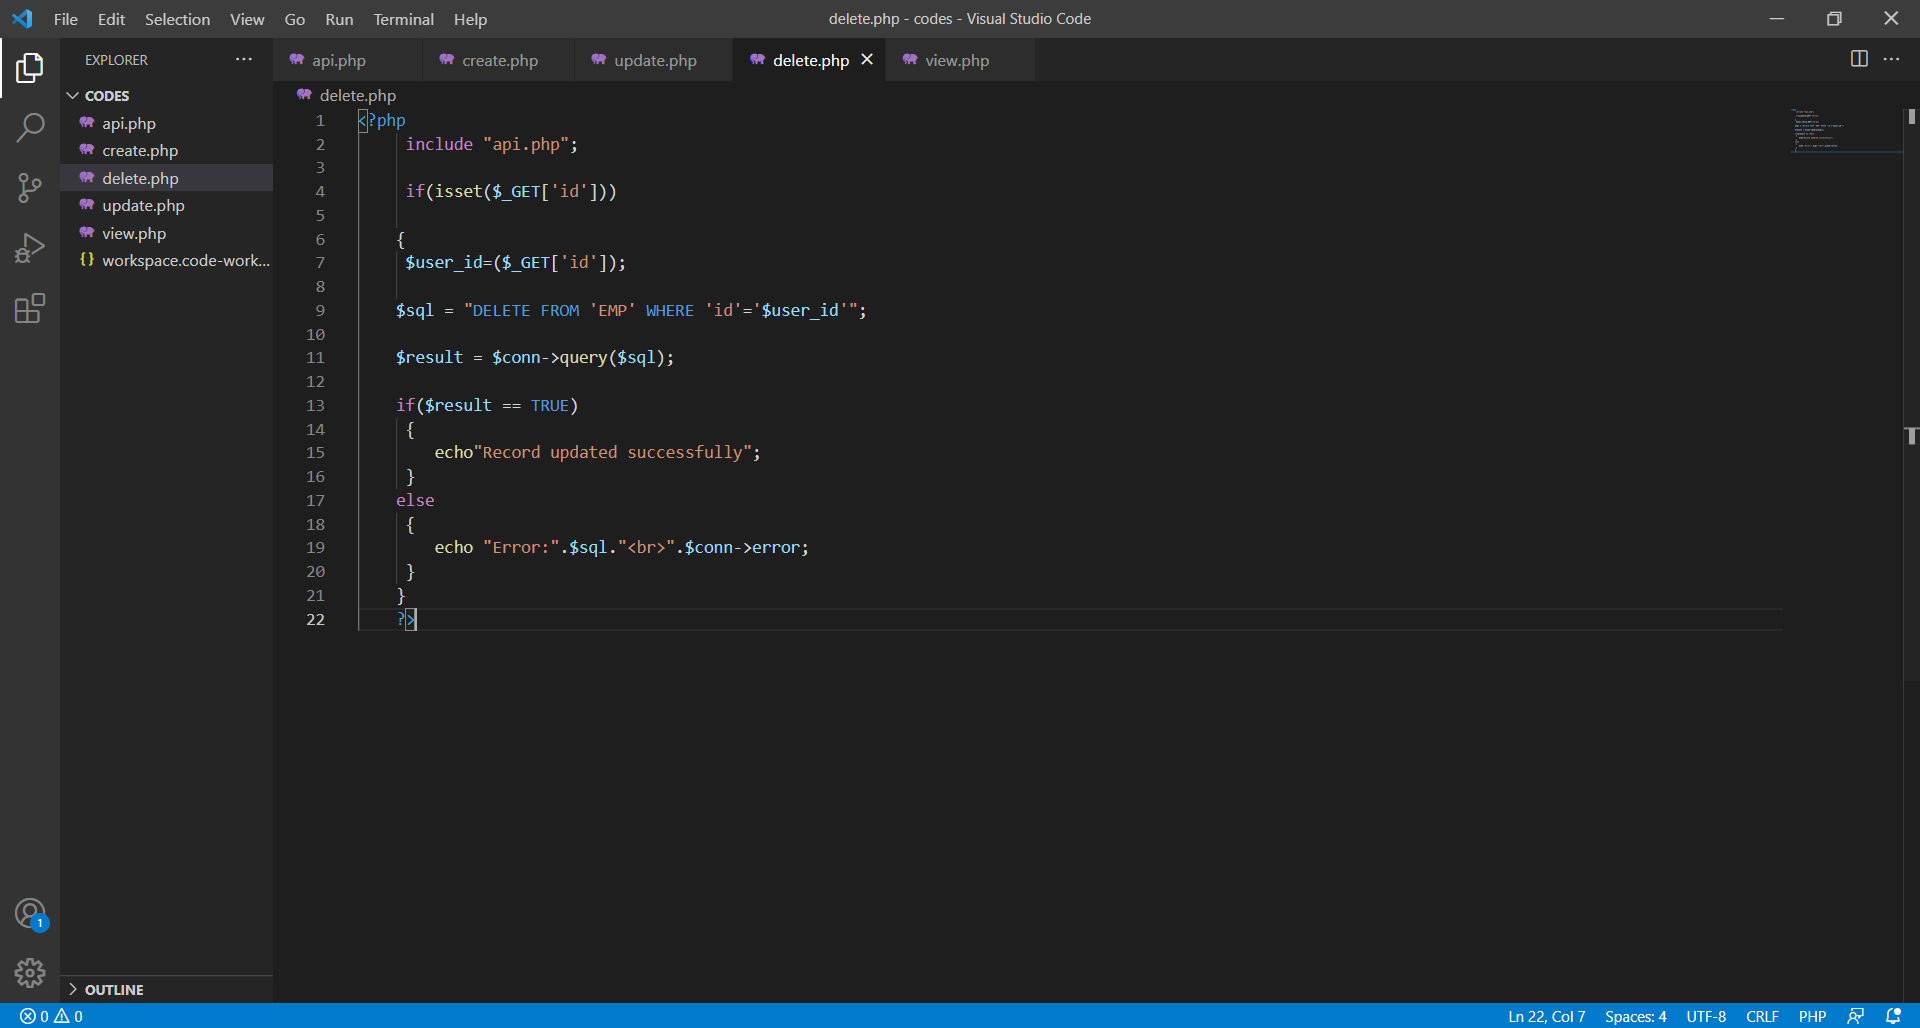 File Edit Selection View Go Run Terminal Help
delete.php - codes - Visual Studio Code
EXPLORER
api.php
create.php
update.php
delete.php
view.php
CODES
api.php
create.php
delete.php
update.php
view.php
{} workspace.code-work...
OUTLINE
delete.php
1 <?php
2 include "api.php";
3
4 if(isset($_GET['id']))
5
6 {
7 $user_id=($_GET['id']);
8
9 $sql = "DELETE FROM 'EMP' WHERE 'id'='$user_id'";
10
11 $result = $conn->query($sql);
12
13 if($result == TRUE)
14 {
15 echo"Record updated successfully";
16 }
17 else
18 {
19 echo "Error:".$sql."<br>".$conn->error;
20 }
21 }
22 ?>
1
0 0
Ln 22, Col 7 Spaces: 4 UTF-8 CRLF PHP